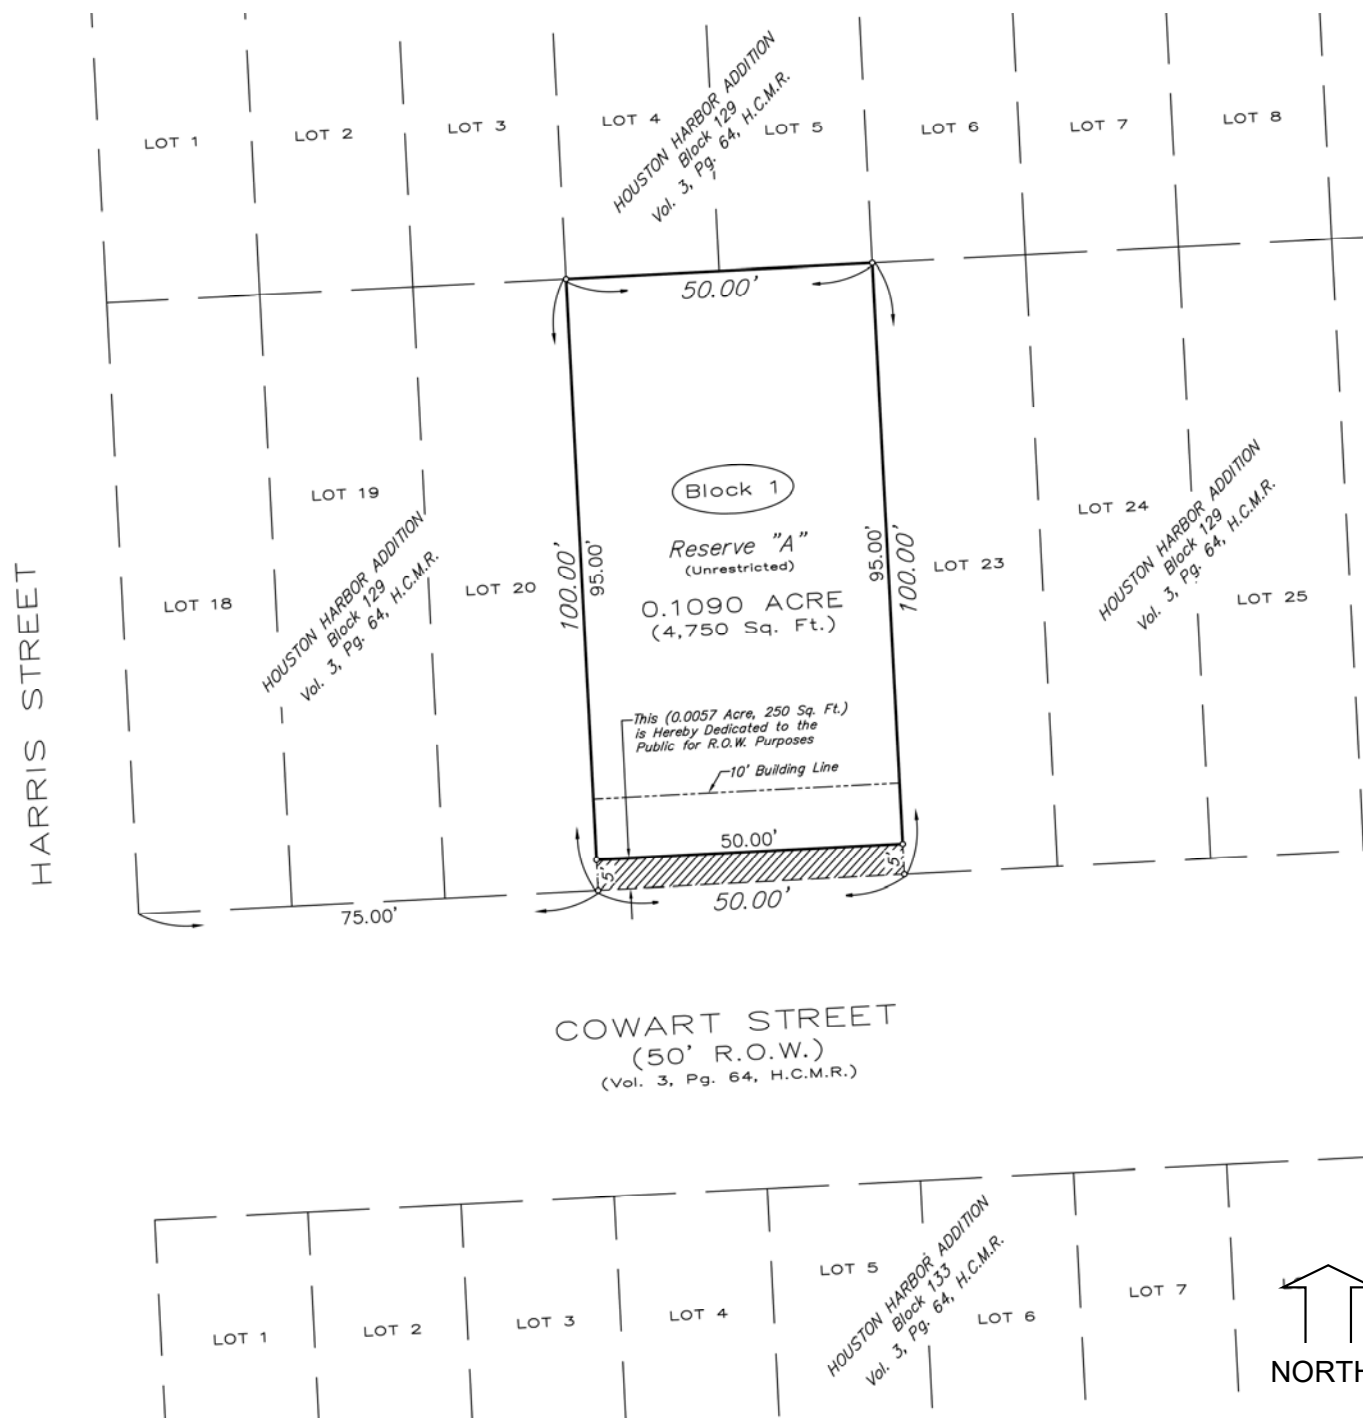 LOT 1
LOT 2
LOT 3
LOT 4
LOT 5
LOT 6
LOT 7
LOT 8
HOUSTON HARBOR ADDITION
Block 129
Vol. 3, Pg. 64, H.C.M.R.
50.00'
Block 1
Reserve "A"
(Unrestricted)
0.1090 ACRE
(4,750 Sq. Ft.)
100.00'
95.00'
95.00'
100.00'
LOT 18
LOT 19
LOT 20
HOUSTON HARBOR ADDITION
Block 129
Vol. 3, Pg. 64, H.C.M.R.
LOT 23
LOT 24
LOT 25
HOUSTON HARBOR ADDITION
Block 129
Vol. 3, Pg. 64, H.C.M.R.
HARRIS STREET
This (0.0057 Acre, 250 Sq. Ft.)
is Hereby Dedicated to the
Public for R.O.W. Purposes
10' Building Line
50.00'
5'
5'
50.00'
75.00'
COWART STREET
(50' R.O.W.)
(Vol. 3, Pg. 64, H.C.M.R.)
LOT 1
LOT 2
LOT 3
LOT 4
LOT 5
LOT 6
LOT 7
HOUSTON HARBOR ADDITION
Block 133
Vol. 3, Pg. 64, H.C.M.R.
NORTH